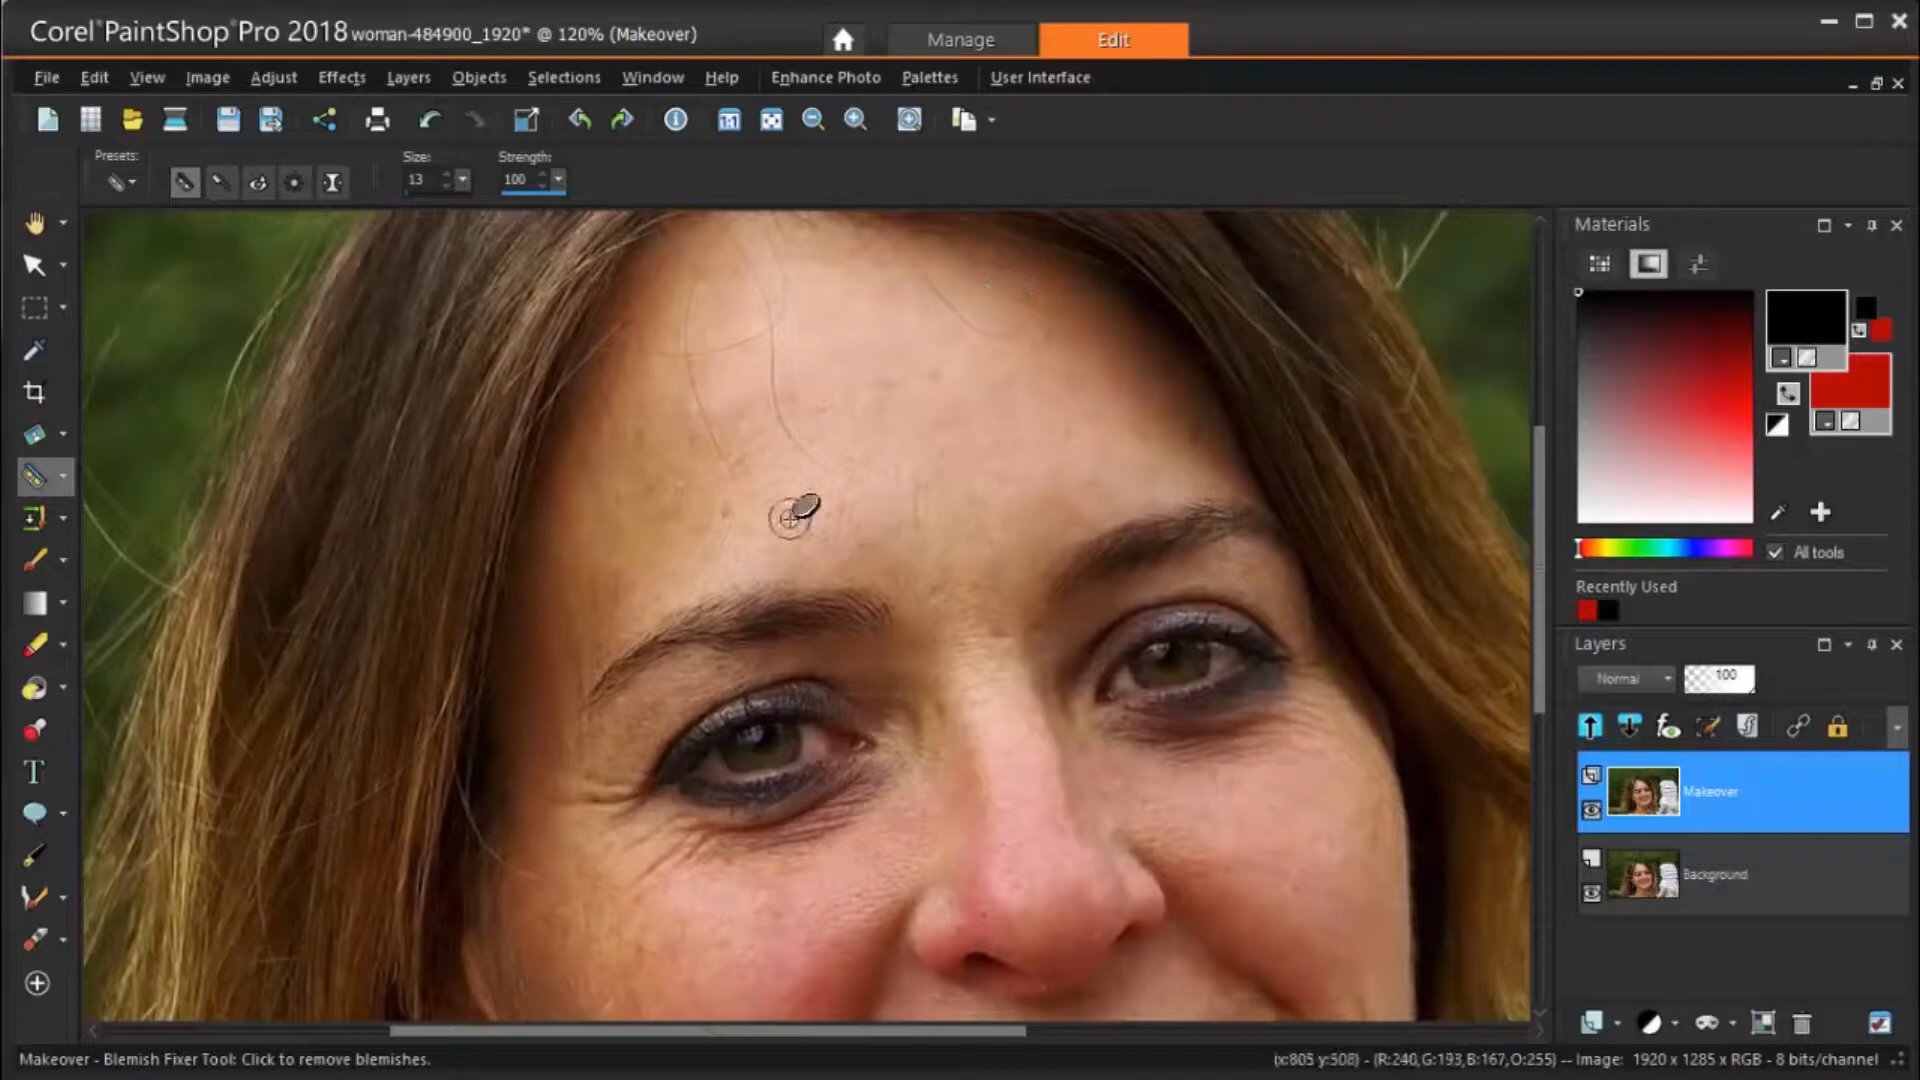 Corel PaintShop Pro 2018 woman-484900_1920* @ 120% (Makeover)
Manage
Edit
File Edit View Image Adjust Effects Layers Objects Selections Window Help Enhance Photo Palettes User Interface
1:1
Presets:
Size:
13
Strength:
100
Materials
All tools
Recently Used
Layers
Normal
100
Makeover
Background
T
Makeover - Blemish Fixer Tool: Click to remove blemishes.
(x:805 y:508) - (R:240,G:193,B:167,O:255) -- Image: 1920 x 1285 x RGB - 8 bits/channel